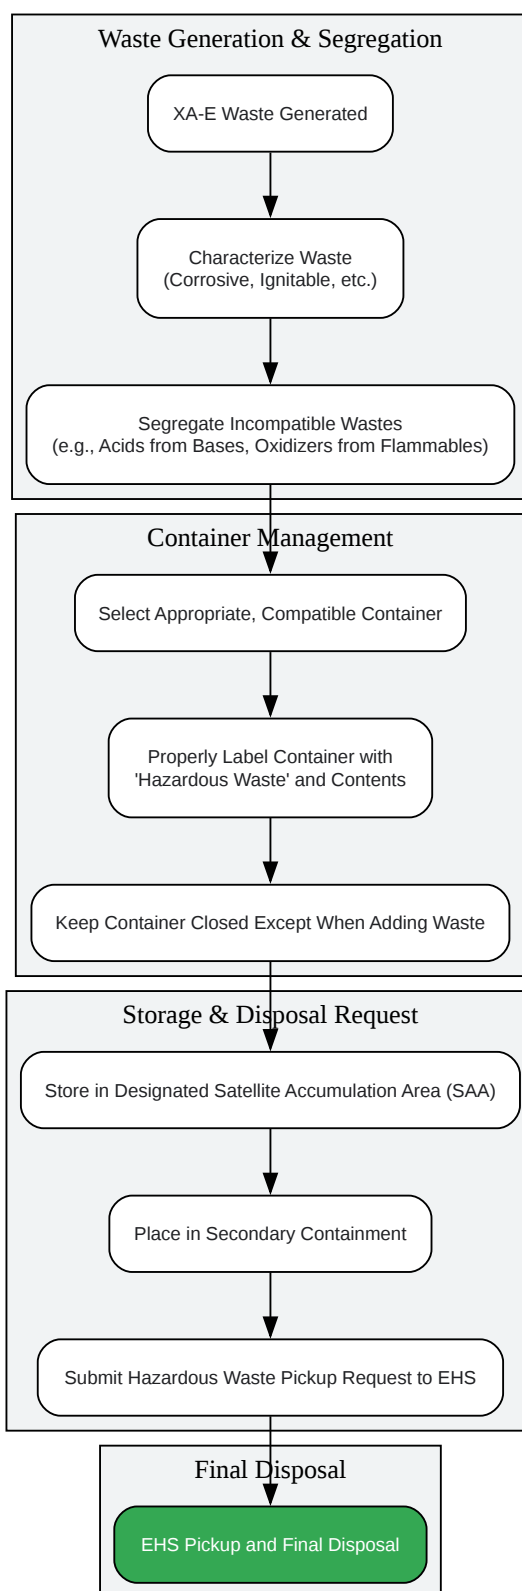 Waste Generation & Segregation
XA-E Waste Generated
Characterize Waste
(Corrosive, Ignitable, etc.)
Segregate Incompatible Wastes
(e.g., Acids from Bases, Oxidizers from Flammables)
Container Management
Select Appropriate, Compatible Container
Properly Label Container with
'Hazardous Waste' and Contents
Keep Container Closed Except When Adding Waste
Storage & Disposal Request
Store in Designated Satellite Accumulation Area (SAA)
Place in Secondary Containment
Submit Hazardous Waste Pickup Request to EHS
Final Disposal
EHS Pickup and Final Disposal